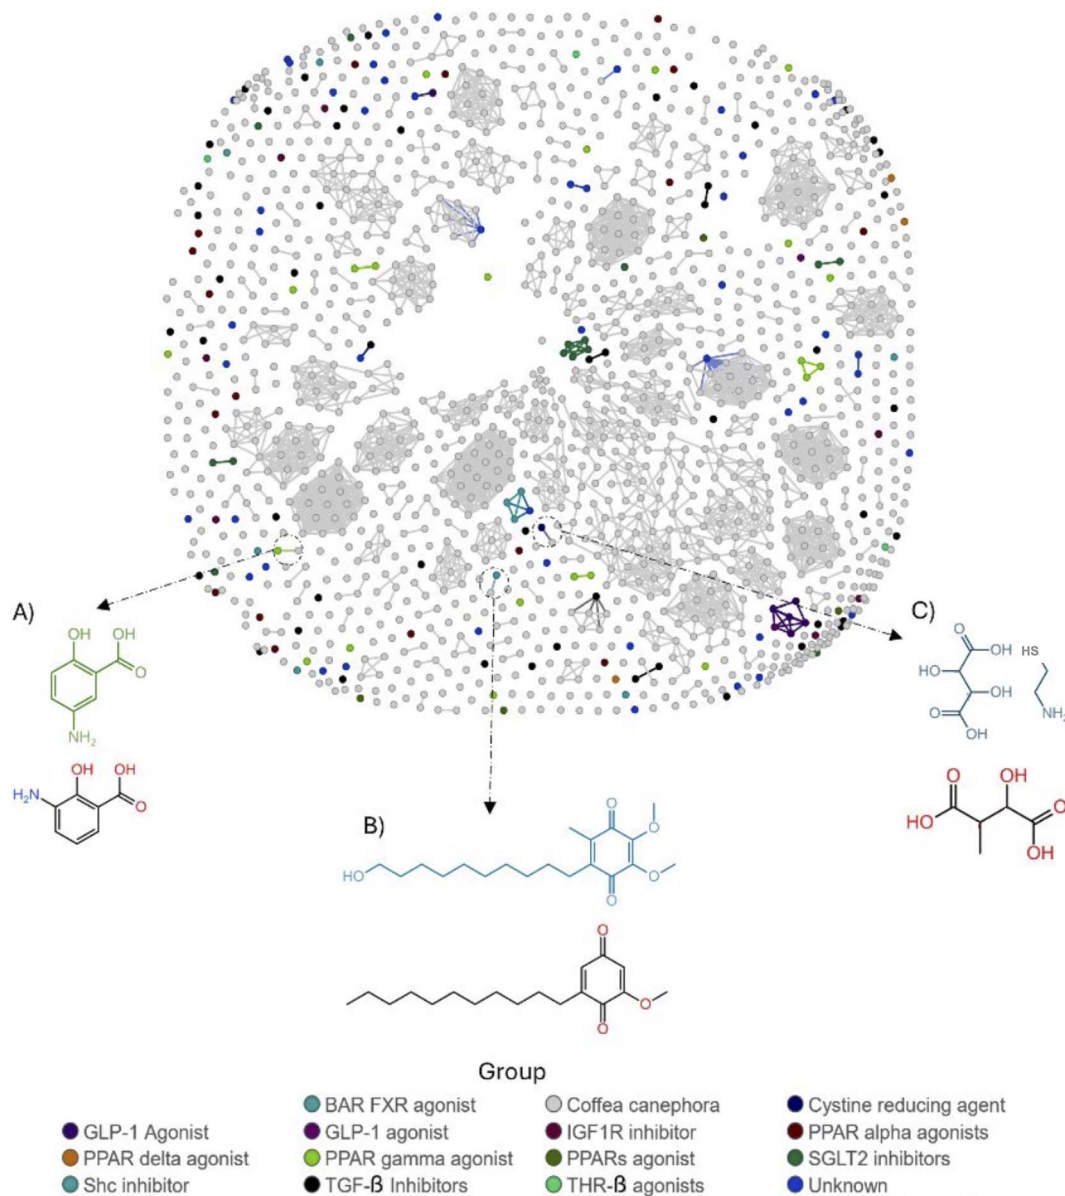 A)
OH
OH
O
NH2
H2N
OH
OH
O
B)
HO
O
O
O
O
O
O
O
C)
O
OH
HO
OH
O
OH
HS
NH2
O
OH
HO
O
OH
Group
BAR FXR agonist
Coffea canephora
Cystine reducing agent
GLP-1 Agonist
GLP-1 agonist
IGF1R inhibitor
PPAR alpha agonists
PPAR delta agonist
PPAR gamma agonist
PPARs agonist
SGLT2 inhibitors
Shc inhibitor
TGF-β Inhibitors
THR-β agonists
Unknown